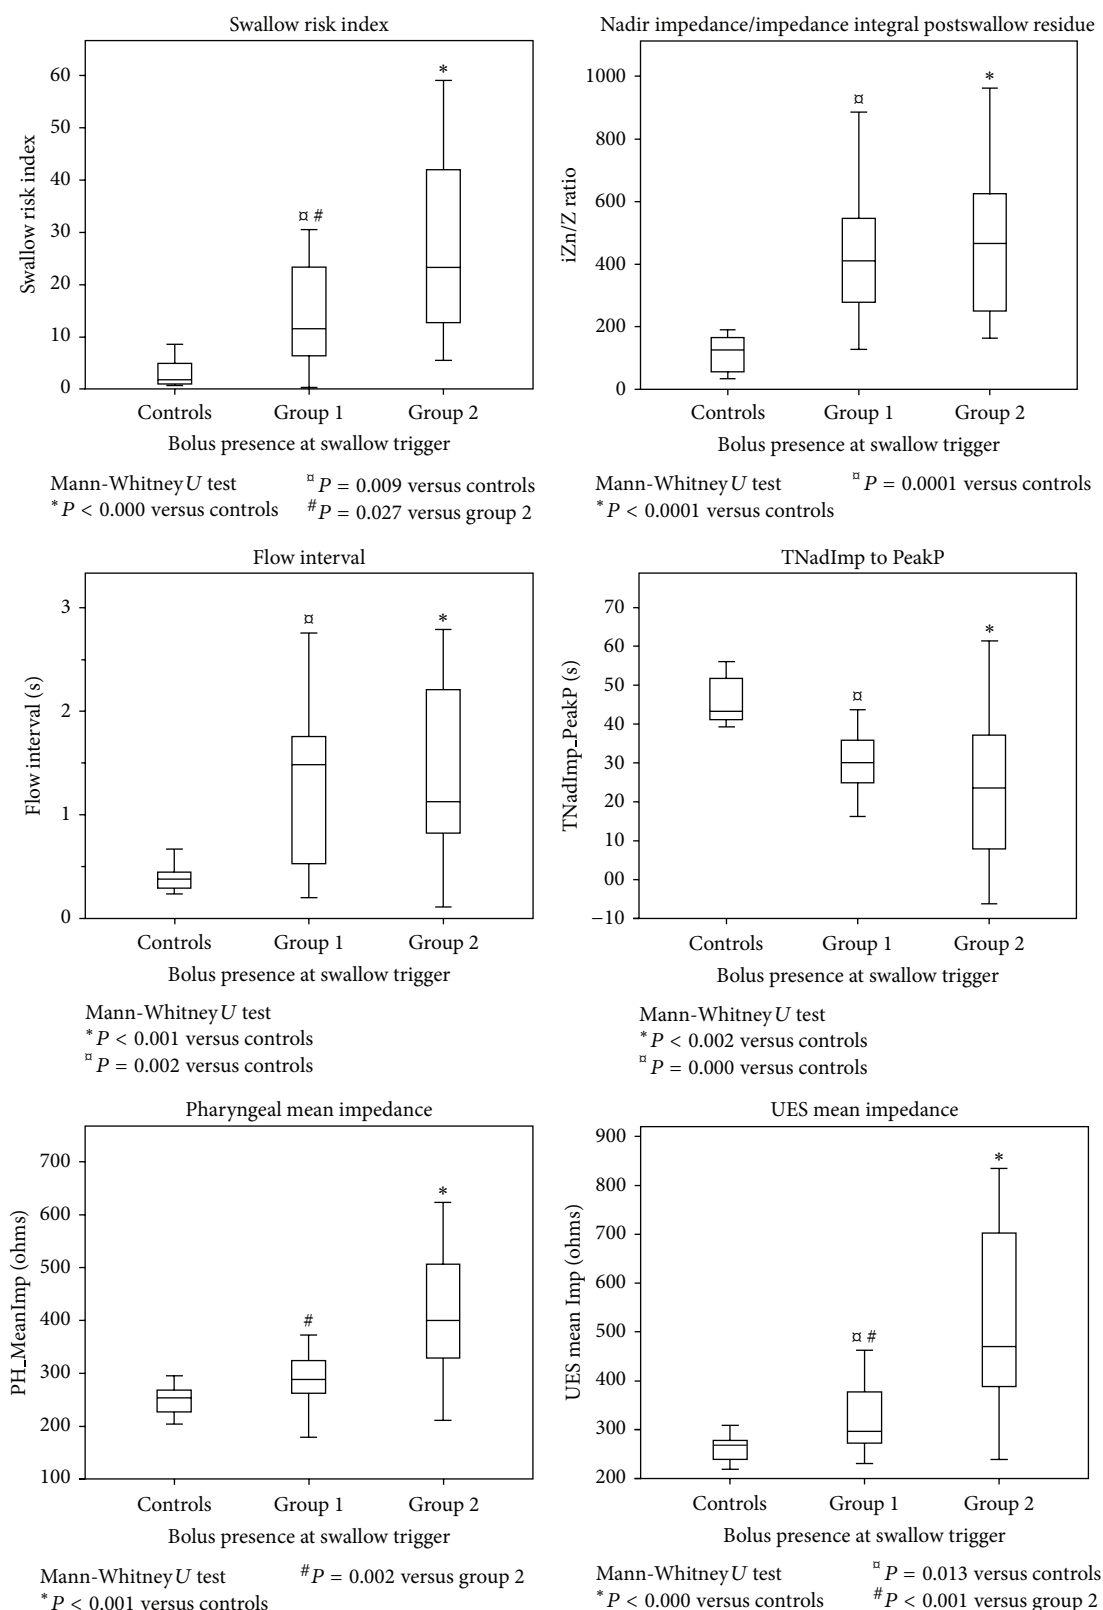 Swallow risk index
Swallow risk index
60
50
40
30
20
10
0
*
¤ #
Controls Group 1 Group 2
Bolus presence at swallow trigger
Mann-Whitney U test
* P < 0.000 versus controls
¤ P = 0.009 versus controls
# P = 0.027 versus group 2
Nadir impedance/impedance integral postswallow residue
iZn/Z ratio
1000
800
600
400
200
0
¤
*
Controls Group 1 Group 2
Bolus presence at swallow trigger
Mann-Whitney U test
* P < 0.0001 versus controls
¤ P = 0.0001 versus controls
Flow interval
Flow interval (s)
3
2
1
0
¤
*
Controls Group 1 Group 2
Bolus presence at swallow trigger
Mann-Whitney U test
* P < 0.001 versus controls
¤ P = 0.002 versus controls
TNadImp to PeakP
TNadImp_PeakP (s)
70
60
50
40
30
20
10
00
−10
¤
*
Controls Group 1 Group 2
Bolus presence at swallow trigger
Mann-Whitney U test
* P < 0.002 versus controls
¤ P = 0.000 versus controls
Pharyngeal mean impedance
PH_MeanImp (ohms)
700
600
500
400
300
200
100
#
*
Controls Group 1 Group 2
Bolus presence at swallow trigger
Mann-Whitney U test
* P < 0.001 versus controls
# P = 0.002 versus group 2
UES mean impedance
UES mean Imp (ohms)
900
800
700
600
500
400
300
200
¤ #
*
Controls Group 1 Group 2
Bolus presence at swallow trigger
Mann-Whitney U test
* P < 0.000 versus controls
¤ P = 0.013 versus controls
# P < 0.001 versus group 2